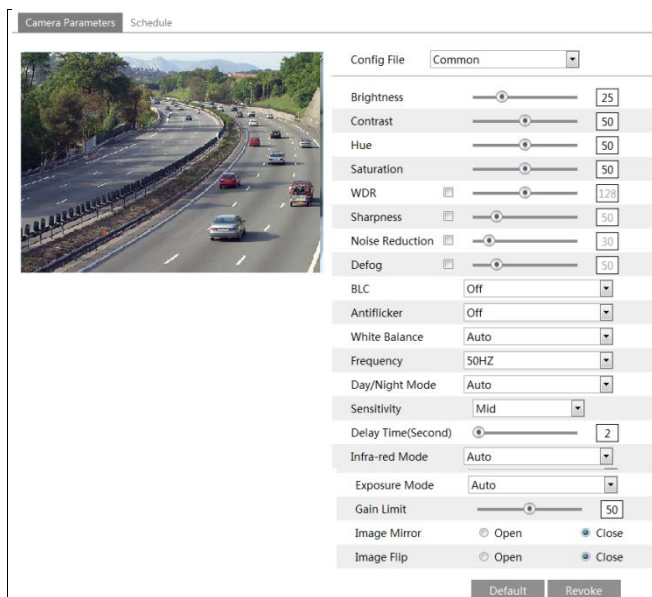 Camera Parameters Schedule
Config File Common
Brightness 25
Contrast 50
Hue 50
Saturation 50
WDR 128
Sharpness 50
Noise Reduction 30
Defog 50
BLC Off
Antiflicker Off
White Balance Auto
Frequency 50HZ
Day/Night Mode Auto
Sensitivity Mid
Delay Time(Second) 2
Infra-red Mode Auto
Exposure Mode Auto
Gain Limit 50
Image Mirror Open Close
Image Flip Open Close
Default Revoke